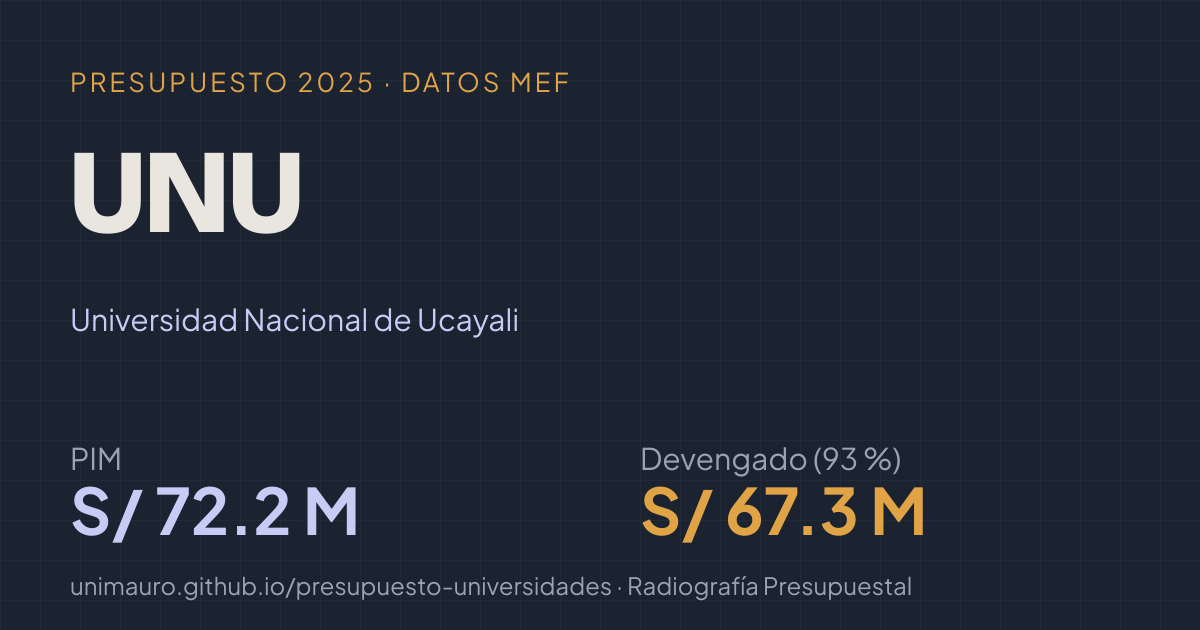 PRESUPUESTO 2025 · DATOS MEF
UNU
Universidad Nacional de Ucayali
PIM
S/ 72.2 M
Devengado (93 %)
S/ 67.3 M
unimauro.github.io/presupuesto-universidades · Radiografía Presupuestal